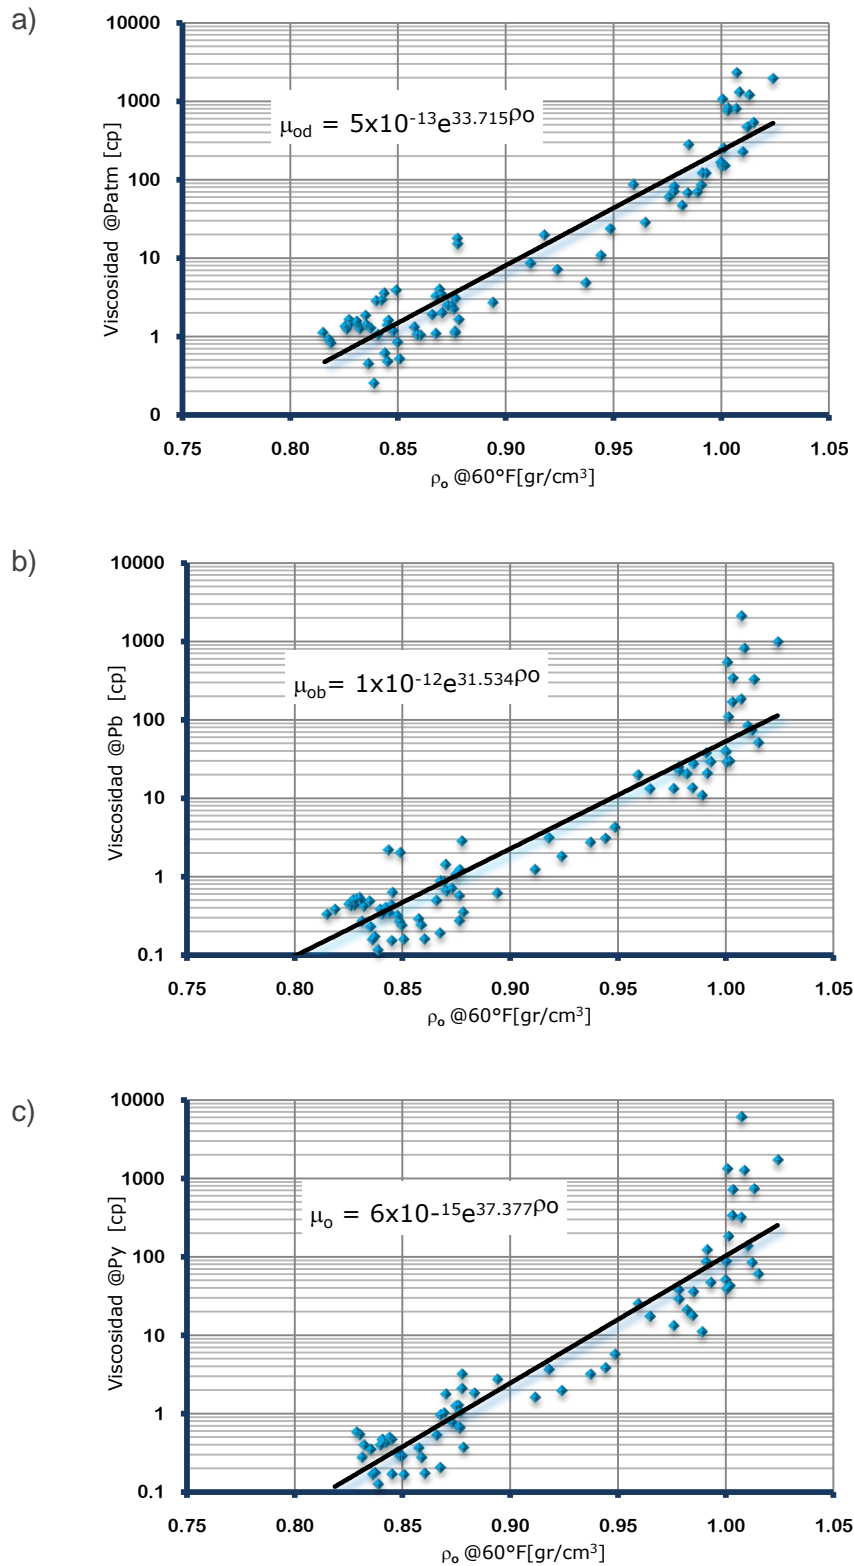 a)
10000
1000
100
10
1
0
Viscosidad @Patm [cp]
μod = 5x10-13e33.715ρo
0.75 0.80 0.85 0.90 0.95 1.00 1.05
ρo @60°F[gr/cm3]
b)
10000
1000
100
10
1
0.1
Viscosidad @Pb [cp]
μob= 1x10-12e31.534ρo
0.75 0.80 0.85 0.90 0.95 1.00 1.05
ρo @60°F[gr/cm3]
c)
10000
1000
100
10
1
0.1
Viscosidad @Py [cp]
μo = 6x10-15e37.377ρo
0.75 0.80 0.85 0.90 0.95 1.00 1.05
ρo @60°F[gr/cm3]